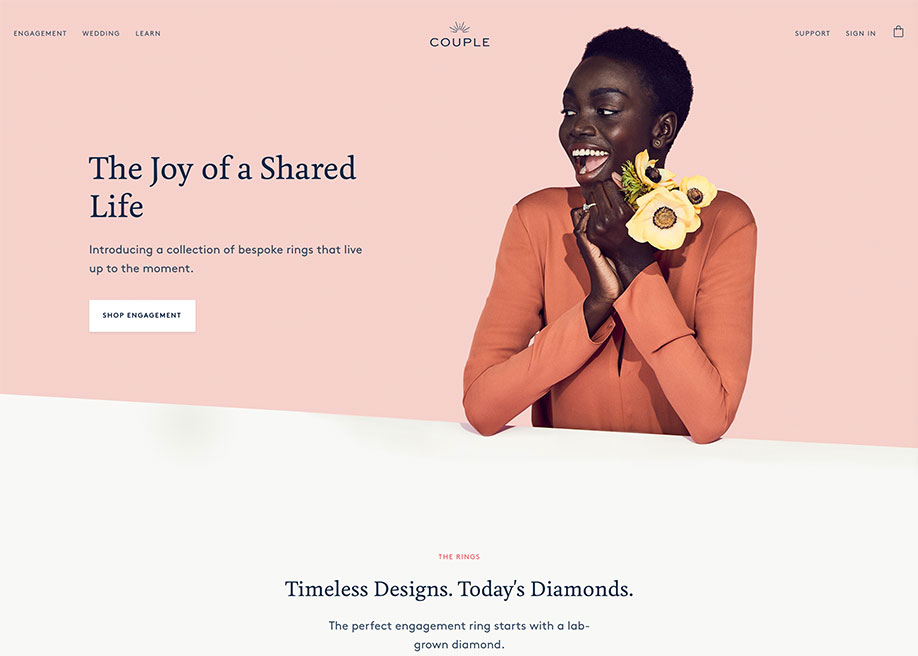 ENGAGEMENT WEDDING LEARN
COUPLE
SUPPORT SIGN IN
The Joy of a Shared
Life
Introducing a collection of bespoke rings that live
up to the moment.
SHOP ENGAGEMENT
THE RINGS
Timeless Designs. Today's Diamonds.
The perfect engagement ring starts with a lab-
grown diamond.